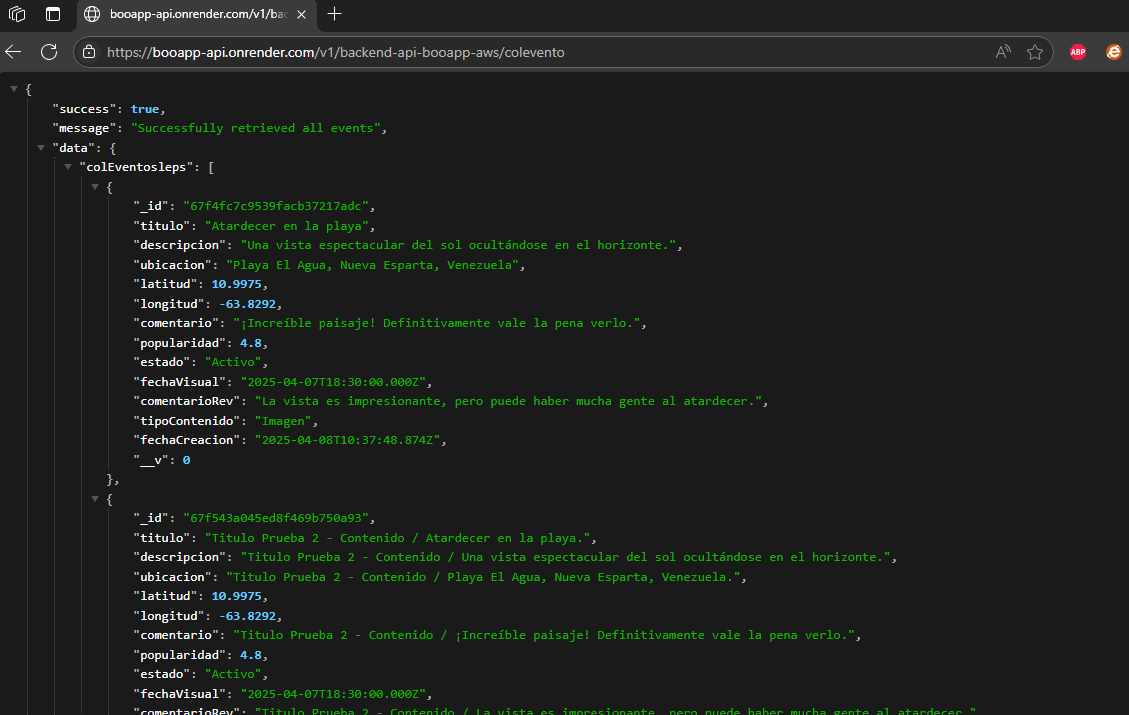 booapp-api.onrender.com/v1/bac
https://booapp-api.onrender.com/v1/backend-api-booapp-aws/colevento
ABP
{
"success": true,
"message": "Successfully retrieved all events",
"data": {
"colEventosleps": [
{
"_id": "67f4fc7c9539facb37217adc",
"titulo": "Atardecer en la playa",
"descripcion": "Una vista espectacular del sol ocultándose en el horizonte.",
"ubicacion": "Playa El Agua, Nueva Esparta, Venezuela",
"latitud": 10.9975,
"longitud": -63.8292,
"comentario": "¡Increíble paisaje! Definitivamente vale la pena verlo.",
"popularidad": 4.8,
"estado": "Activo",
"fechaVisual": "2025-04-07T18:30:00.000Z",
"comentarioRev": "La vista es impresionante, pero puede haber mucha gente al atardecer.",
"tipoContenido": "Imagen",
"fechaCreacion": "2025-04-08T10:37:48.874Z",
"__v": 0
},
{
"_id": "67f543a045ed8f469b750a93",
"titulo": "Titulo Prueba 2 - Contenido / Atardecer en la playa.",
"descripcion": "Titulo Prueba 2 - Contenido / Una vista espectacular del sol ocultándose en el horizonte.",
"ubicacion": "Titulo Prueba 2 - Contenido / Playa El Agua, Nueva Esparta, Venezuela.",
"latitud": 10.9975,
"longitud": -63.8292,
"comentario": "Titulo Prueba 2 - Contenido / ¡Increíble paisaje! Definitivamente vale la pena verlo.",
"popularidad": 4.8,
"estado": "Activo",
"fechaVisual": "2025-04-07T18:30:00.000Z",
"comentarioRev": "Titulo Prueba 2 - Contenido / La vista es impresionante, pero puede haber mucha gente al atardecer."